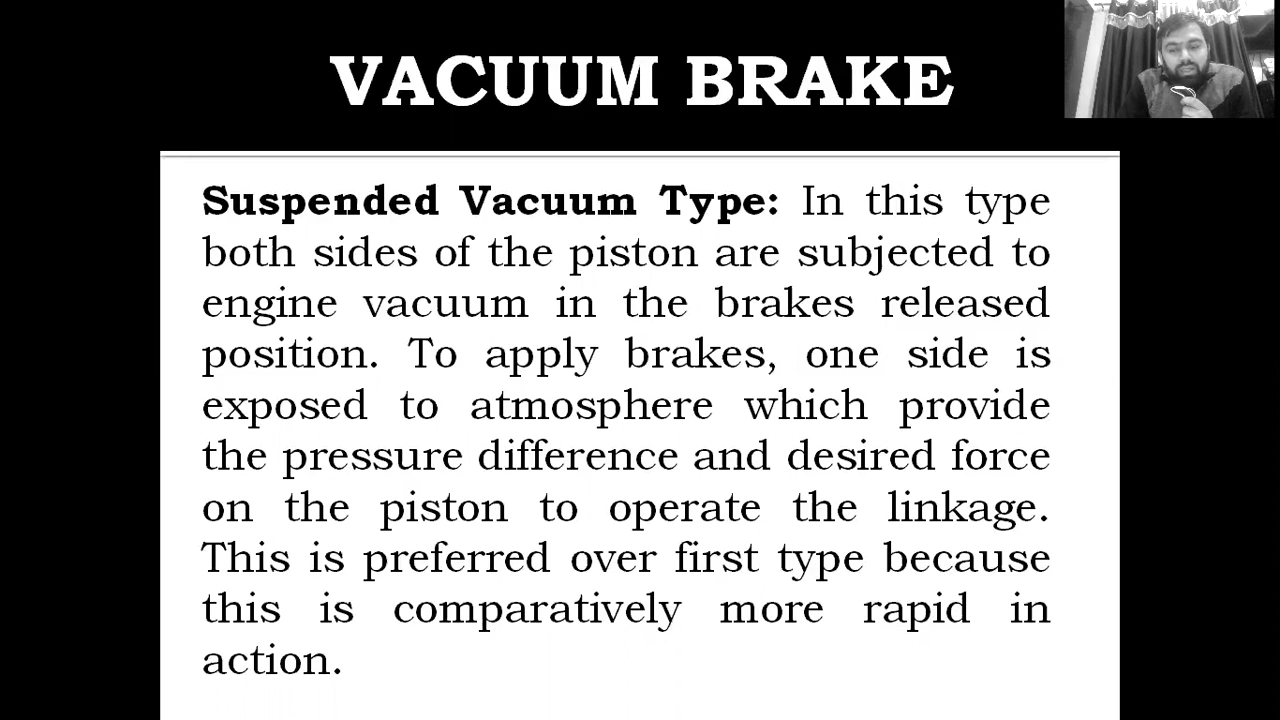 VACUUM BRAKE
Suspended Vacuum Type: In this type
both sides of the piston are subjected to
engine vacuum in the brakes released
position. To apply brakes, one side is
exposed to atmosphere which provide
the pressure difference and desired force
on the piston to operate the linkage.
This is preferred over first type because
this is comparatively more rapid in
action.